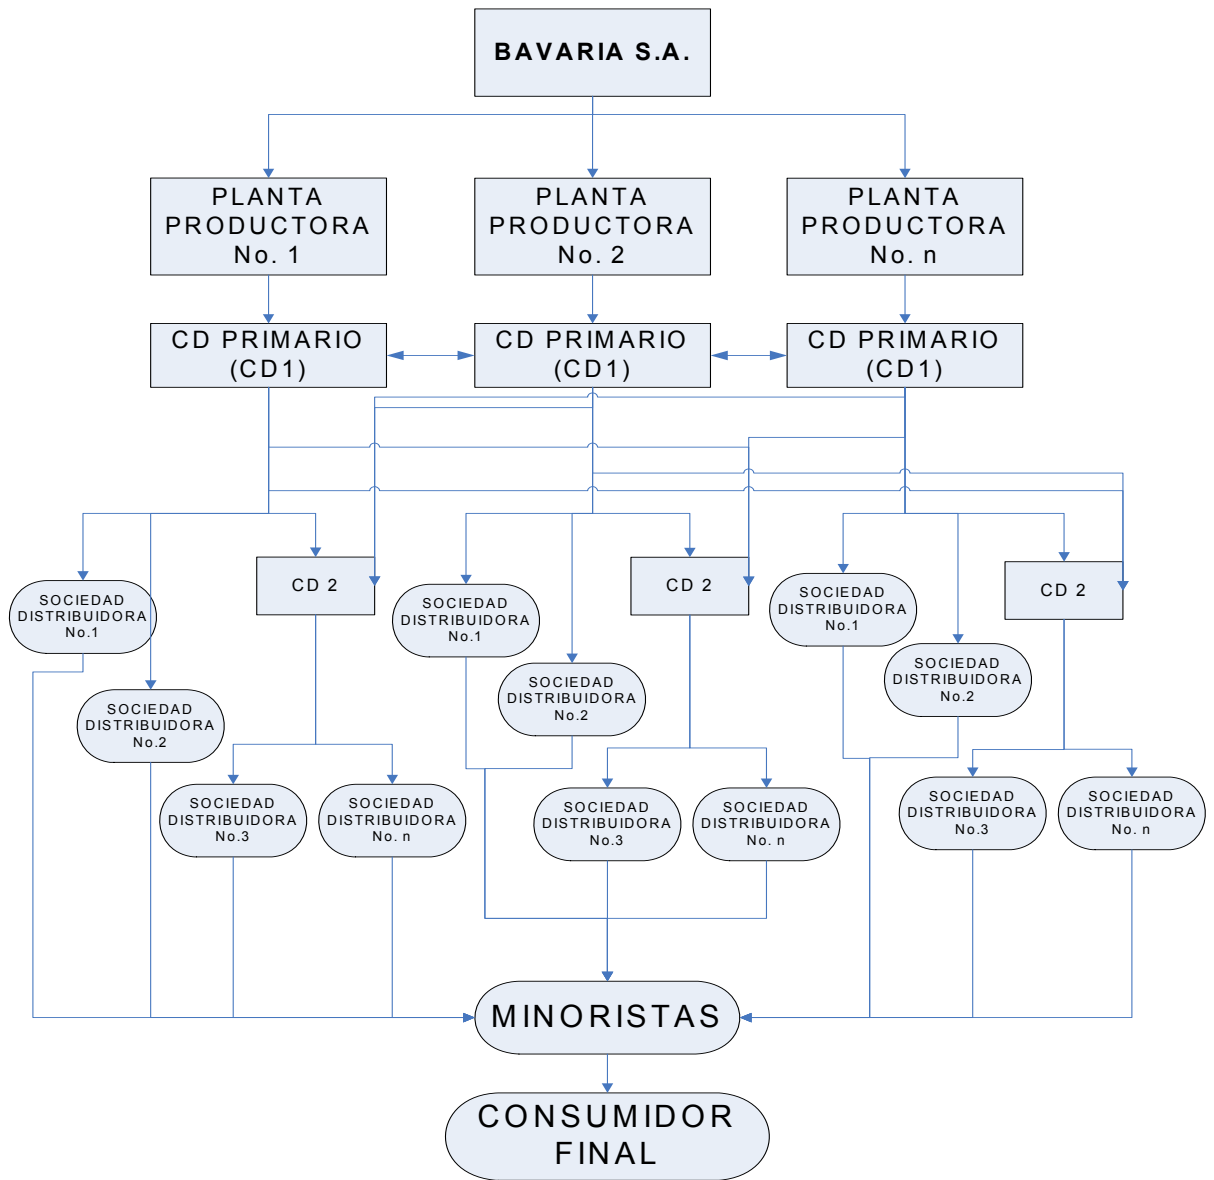 BAVARIA S.A.
PLANTA
PRODUCTORA
No. 1
PLANTA
PRODUCTORA
No. 2
PLANTA
PRODUCTORA
No. n
CD PRIMARIO
(CD1)
CD PRIMARIO
(CD1)
CD PRIMARIO
(CD1)
CD 2
CD 2
CD 2
SOCIEDAD
DISTRIBUIDORA
No.1
SOCIEDAD
DISTRIBUIDORA
No.1
SOCIEDAD
DISTRIBUIDORA
No.1
SOCIEDAD
DISTRIBUIDORA
No.2
SOCIEDAD
DISTRIBUIDORA
No.2
SOCIEDAD
DISTRIBUIDORA
No.2
SOCIEDAD
DISTRIBUIDORA
No.3
SOCIEDAD
DISTRIBUIDORA
No. n
SOCIEDAD
DISTRIBUIDORA
No.3
SOCIEDAD
DISTRIBUIDORA
No. n
SOCIEDAD
DISTRIBUIDORA
No.3
SOCIEDAD
DISTRIBUIDORA
No. n
MINORISTAS
CONSUMIDOR
FINAL